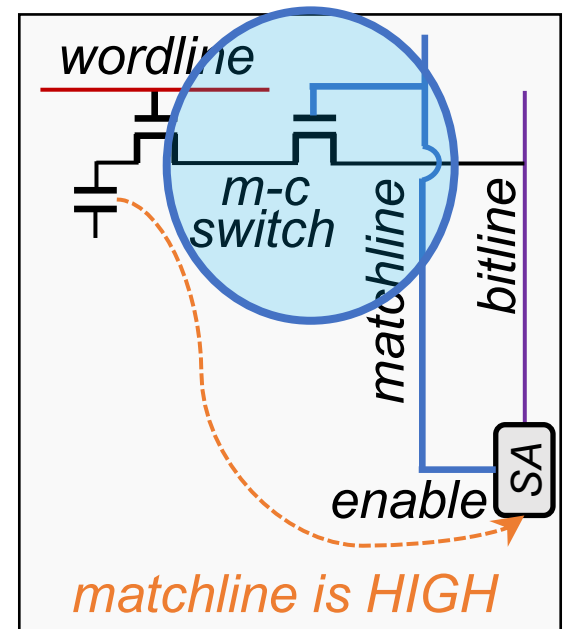 wordline
m-c
switch
matchline
bitline
SA
enable
matchline is HIGH